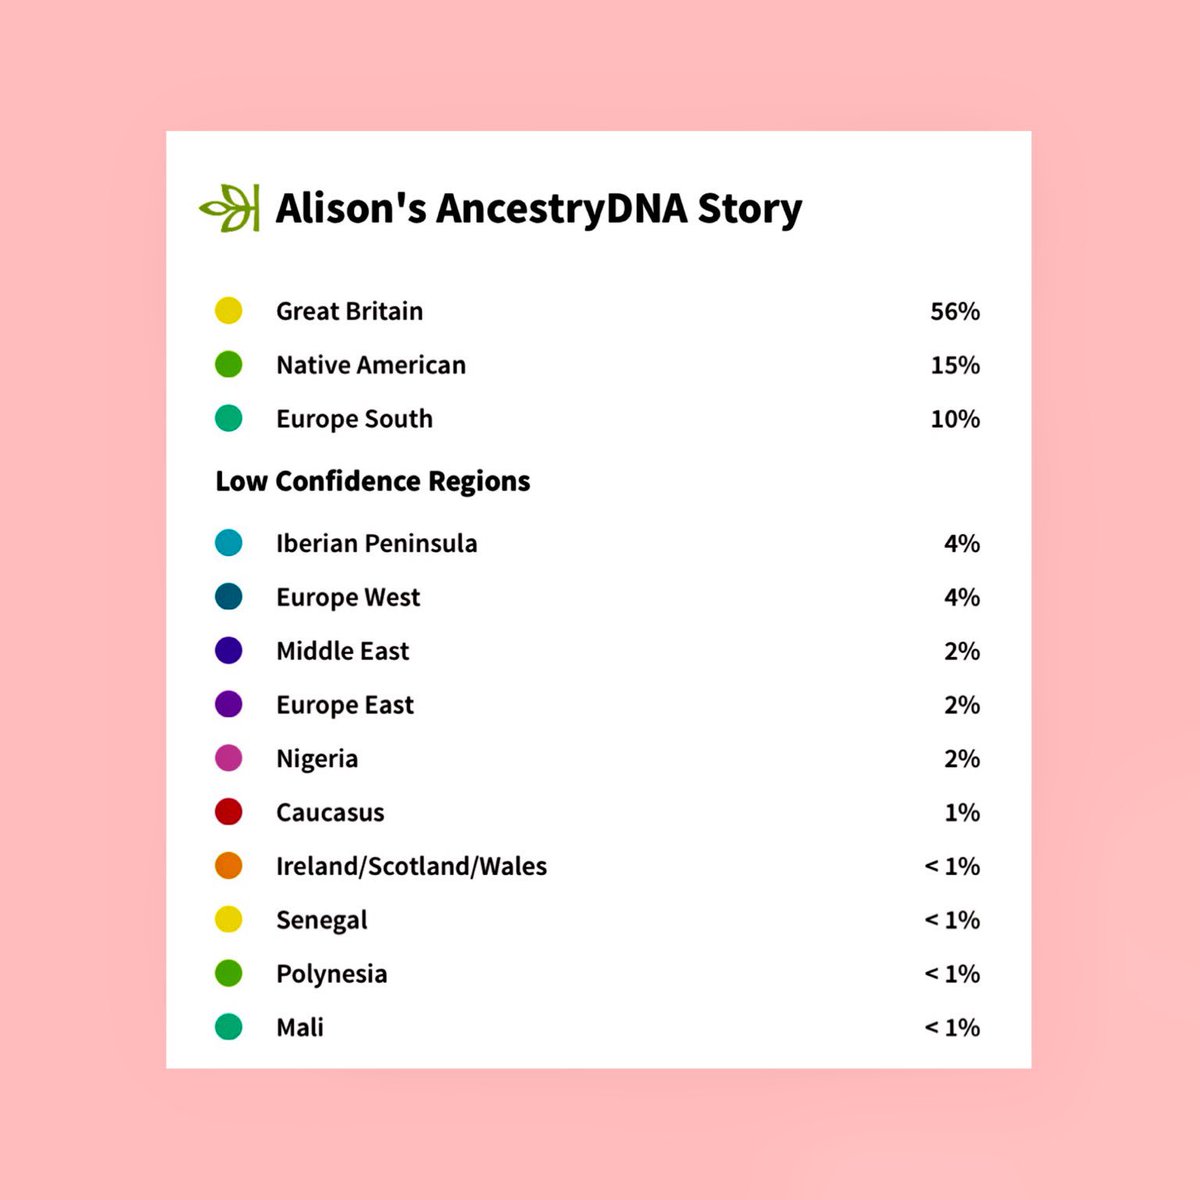 Alison's AncestryDNA Story
Great Britain 56%
Native American 15%
Europe South 10%
Low Confidence Regions
Iberian Peninsula 4%
Europe West 4%
Middle East 2%
Europe East 2%
Nigeria 2%
Caucasus 1%
Ireland/Scotland/Wales < 1%
Senegal < 1%
Polynesia < 1%
Mali < 1%